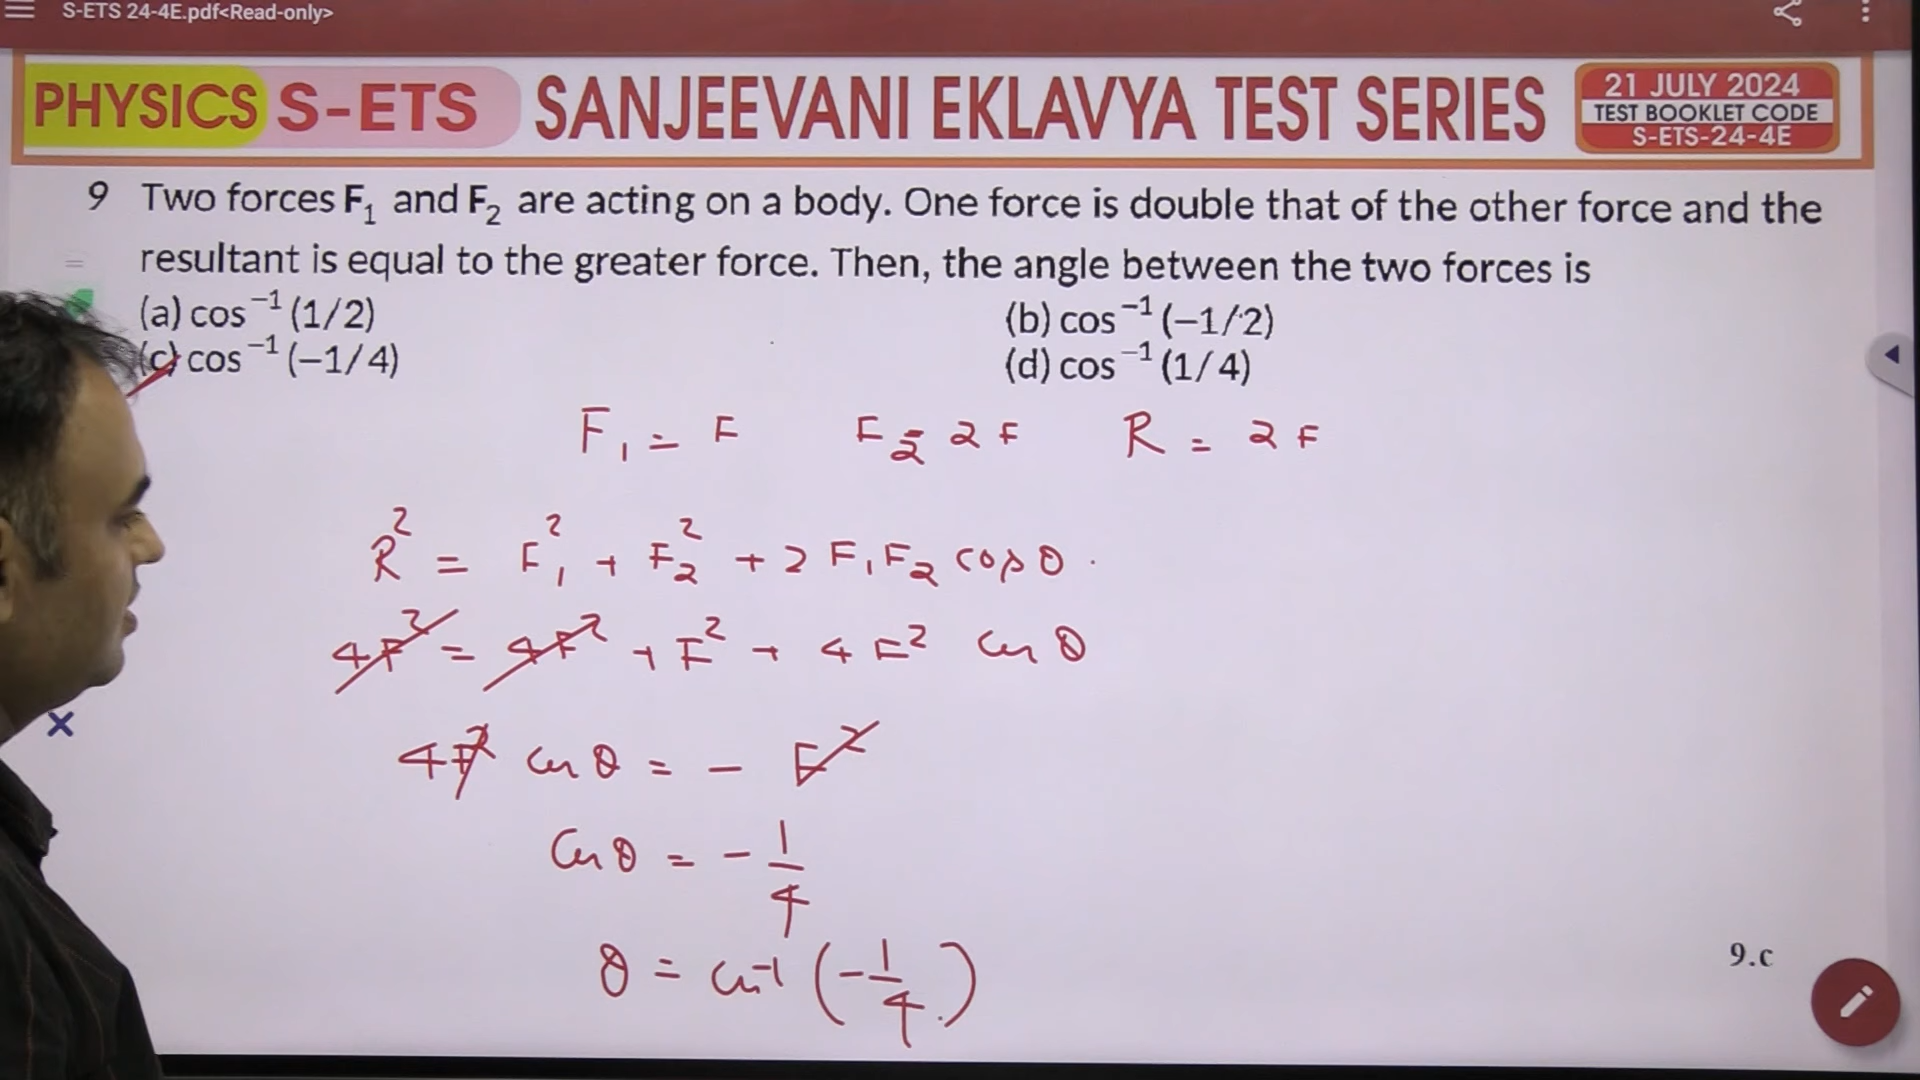 S-ETS 24-4E.pdf<Read-only>
PHYSICS S-ETS SANJEEVANI EKLAVYA TEST SERIES
21 JULY 2024
TEST BOOKLET CODE
S-ETS-24-4E
9 Two forces F₁ and F₂ are acting on a body. One force is double that of the other force and the
resultant is equal to the greater force. Then, the angle between the two forces is
(a) cos⁻¹ (1/2) (b) cos⁻¹ (−1/2)
(c) cos⁻¹ (−1/4) (d) cos⁻¹ (1/4)
F₁ = F F₂ = 2F R = 2F
R² = F₁² + F₂² + 2 F₁F₂ cos θ
4F² = 4F² + F² + 4 F² cos θ
4F² cos θ = − F²
cos θ = − 1/4
θ = cos⁻¹ (−1/4)
9.c